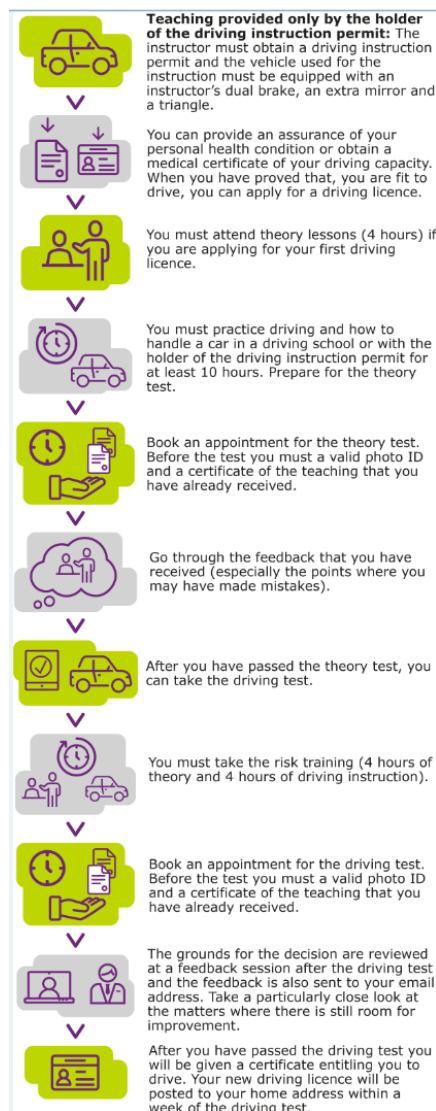 Teaching provided only by the holder
of the driving instruction permit: The
instructor must obtain a driving instruction
permit and the vehicle used for the
instruction must be equipped with an
instructor's dual brake, an extra mirror and
a triangle.
You can provide an assurance of your
personal health condition or obtain a
medical certificate of your driving capacity.
When you have proved that, you are fit to
drive, you can apply for a driving licence.
You must attend theory lessons (4 hours) if
you are applying for your first driving
licence.
You must practice driving and how to
handle a car in a driving school or with the
holder of the driving instruction permit for
at least 10 hours. Prepare for the theory
test.
Book an appointment for the theory test.
Before the test you must a valid photo ID
and a certificate of the teaching that you
have already received.
Go through the feedback that you have
received (especially the points where you
may have made mistakes).
After you have passed the theory test, you
can take the driving test.
You must take the risk training (4 hours of
theory and 4 hours of driving instruction).
Book an appointment for the driving test.
Before the test you must a valid photo ID
and a certificate of the teaching that you
have already received.
The grounds for the decision are reviewed
at a feedback session after the driving test
and the feedback is also sent to your email
address. Take a particularly close look at
the matters where there is still room for
improvement.
After you have passed the driving test you
will be given a certificate entitling you to
drive. Your new driving licence will be
posted to your home address within a
week of the driving test.